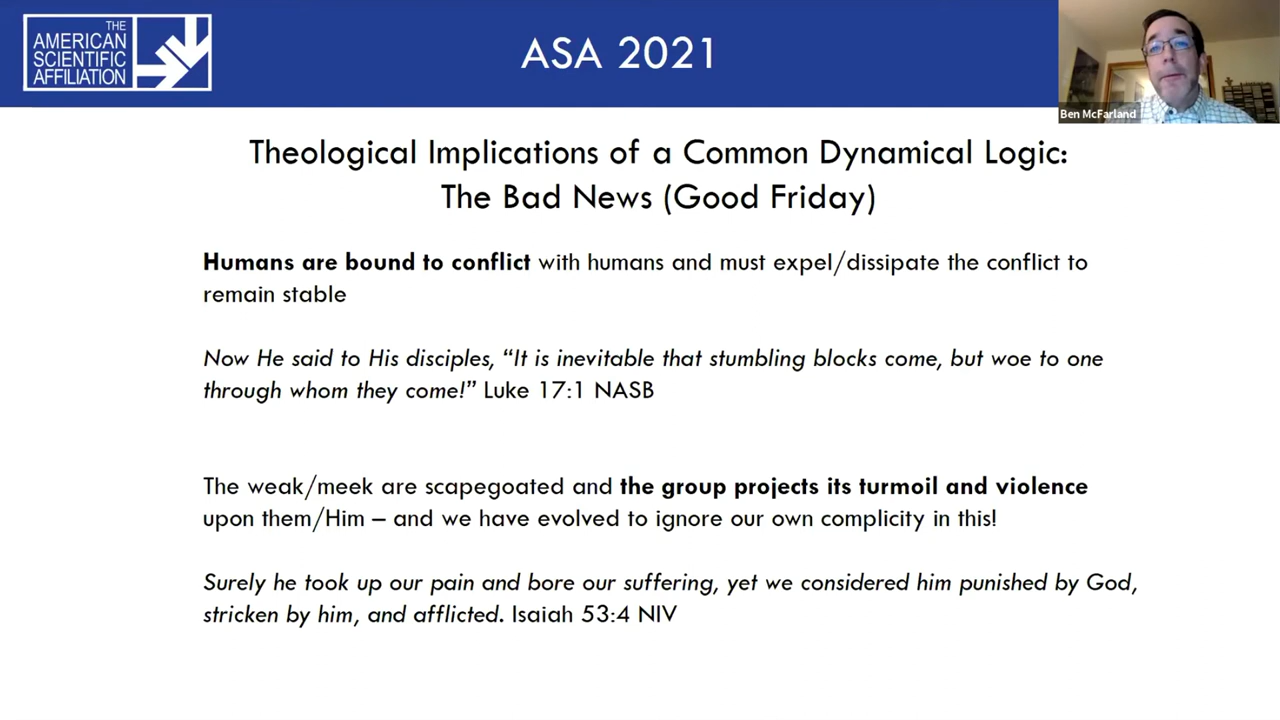 THE
AMERICAN
SCIENTIFIC
AFFILIATION
ASA 2021
Ben McFarland
Theological Implications of a Common Dynamical Logic:
The Bad News (Good Friday)
Humans are bound to conflict with humans and must expel/dissipate the conflict to
remain stable
Now He said to His disciples, “It is inevitable that stumbling blocks come, but woe to one
through whom they come!” Luke 17:1 NASB
The weak/meek are scapegoated and the group projects its turmoil and violence
upon them/Him – and we have evolved to ignore our own complicity in this!
Surely he took up our pain and bore our suffering, yet we considered him punished by God,
stricken by him, and afflicted. Isaiah 53:4 NIV